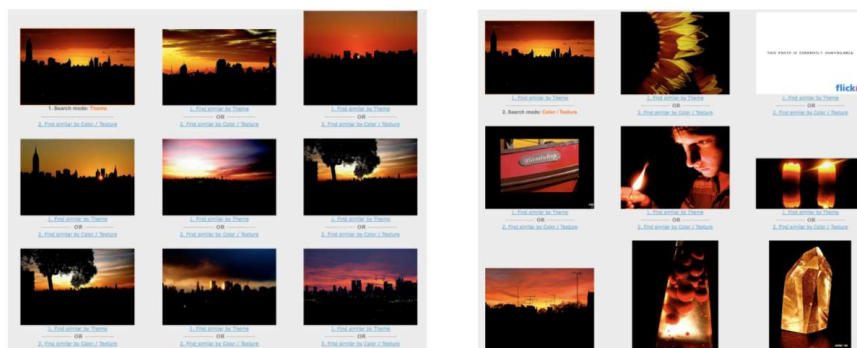 1. Search mode: Theme
1. Find similar by Theme
OR
2. Find similar by Color / Texture
1. Find similar by Theme
OR
2. Find similar by Color / Texture
2. Find similar by Color / Texture
1. Find similar by Theme
OR
2. Find similar by Color / Texture
1. Find similar by Theme
OR
2. Find similar by Color / Texture
1. Find similar by Theme
OR
2. Find similar by Color / Texture
1. Find similar by Theme
OR
2. Find similar by Color / Texture
1. Find similar by Theme
OR
2. Find similar by Color / Texture
1. Find similar by Theme
OR
2. Find similar by Color / Texture
THIS PHOTO IS CURRENTLY UNAVAILABLE
flick
1. Find similar by Theme
2. Search mode: Color / Texture
1. Find similar by Theme
OR
2. Find similar by Color / Texture
1. Find similar by Theme
OR
2. Find similar by Color / Texture
1. Find similar by Theme
OR
2. Find similar by Color / Texture
1. Find similar by Theme
OR
2. Find similar by Color / Texture
1. Find similar by Theme
OR
2. Find similar by Color / Texture